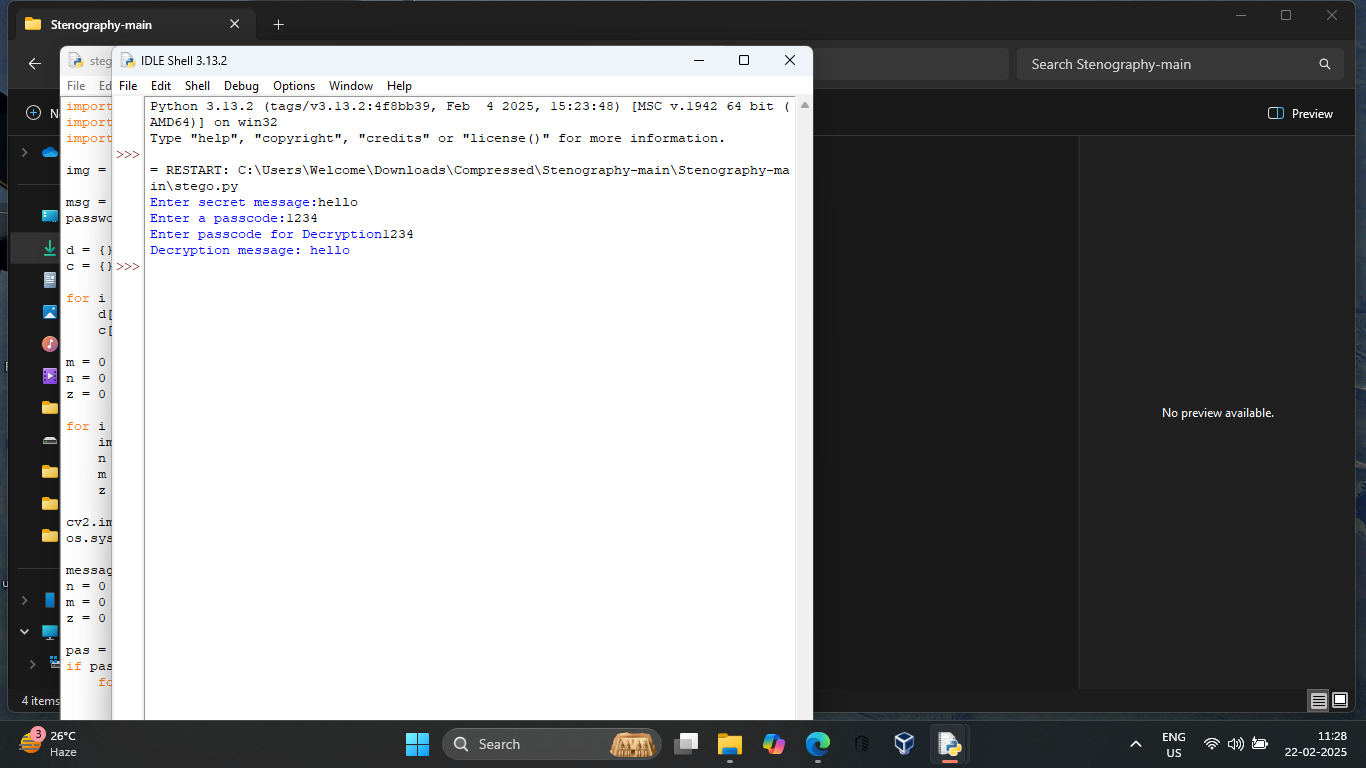 Stenography-main
steg
IDLE Shell 3.13.2
Search Stenography-main
File Ed
File Edit Shell Debug Options Window Help
Preview
import
import
import
img =
msg =
passwo
d = {}
c = {}
for i
d[
c[
m = 0
n = 0
z = 0
for i
im
n
m
z
cv2.im
os.sys
messag
n = 0
m = 0
z = 0
pas =
if pas
fo
Python 3.13.2 (tags/v3.13.2:4f8bb39, Feb  4 2025, 15:23:48) [MSC v.1942 64 bit (
AMD64)] on win32
Type "help", "copyright", "credits" or "license()" for more information.
>>>
= RESTART: C:\Users\Welcome\Downloads\Compressed\Stenography-main\Stenography-ma
in\stego.py
Enter secret message:hello
Enter a passcode:1234
Enter passcode for Decryption1234
Decryption message: hello
>>>
No preview available.
4 items
3
26°C
Haze
Search
ENG
US
11:28
22-02-2025